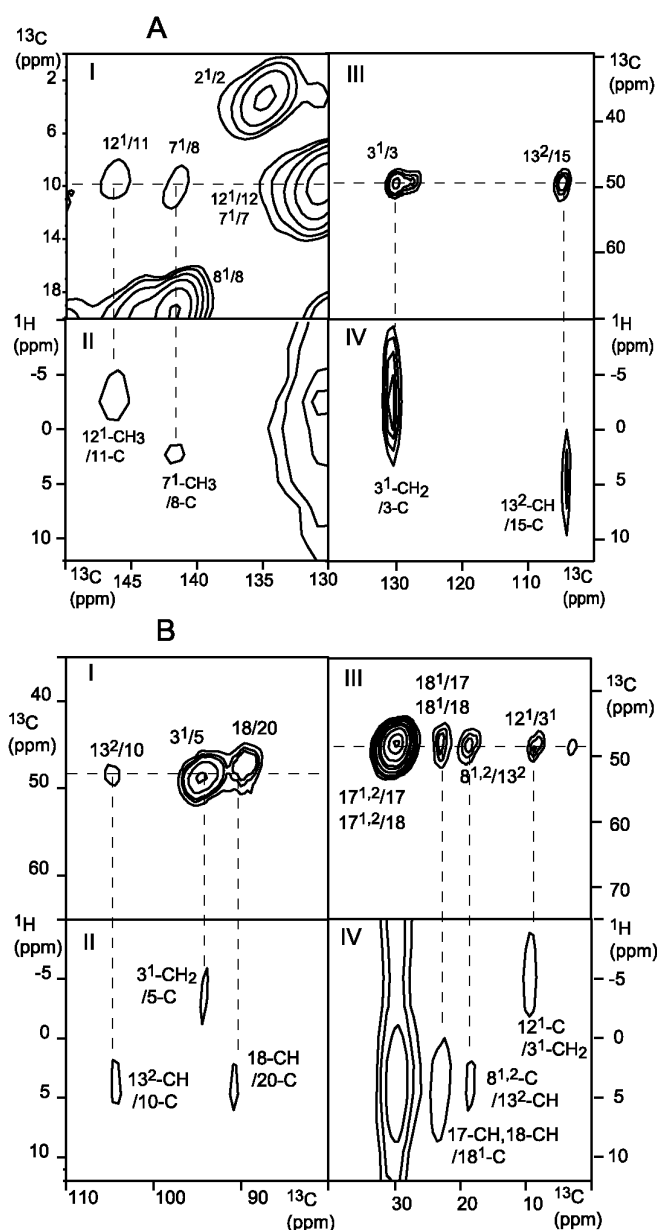 A
13C
(ppm)
I
2
6
10
14
18
2¹/2
12¹/11
7¹/8
12¹/12
7¹/7
8¹/8
III
13C
(ppm)
40
50
60
3¹/3
13²/15
¹H
(ppm)
II
-5
0
5
10
12¹-CH3
/11-C
7¹-CH3
/8-C
IV
¹H
(ppm)
-5
0
5
10
3¹-CH₂
/3-C
13²-CH
/15-C
13C
(ppm)
145
140
135
130
130
120
110
13C
(ppm)
B
I
13C
(ppm)
40
50
60
13²/10
3¹/5
18/20
III
13C
(ppm)
50
60
70
18¹/17
18¹/18
12¹/3¹
8¹,²/13²
17¹,²/17
17¹,²/18
¹H
(ppm)
II
-5
0
5
10
3¹-CH₂
/5-C
13²-CH
/10-C
18-CH
/20-C
IV
¹H
(ppm)
-5
0
5
10
12¹-C
/3¹-CH₂
8¹,²-C
/13²-CH
17-CH,18-CH
/18¹-C
110
100
90
13C
(ppm)
30
20
10
13C
(ppm)